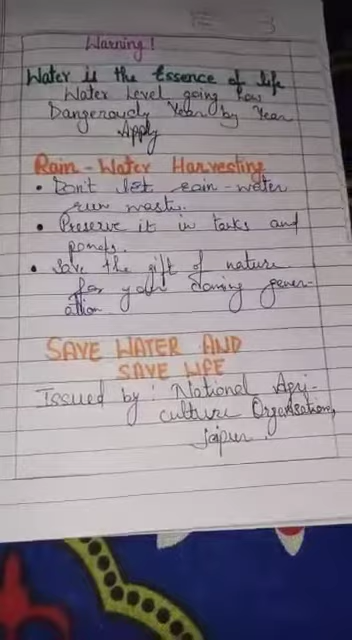 Warning!
Water is the Essence of life
Water Level going low
Dangerously Year by Year
Apply
Rain-Water Harvesting
• Don't let rain-water
run waste.
• Preserve it in tanks and
ponds.
• Save the gift of nature
for your coming gener-
ation.
SAVE WATER AND
SAVE LIFE
Issued by: National Agri-
culture Organisation,
Jaipur.